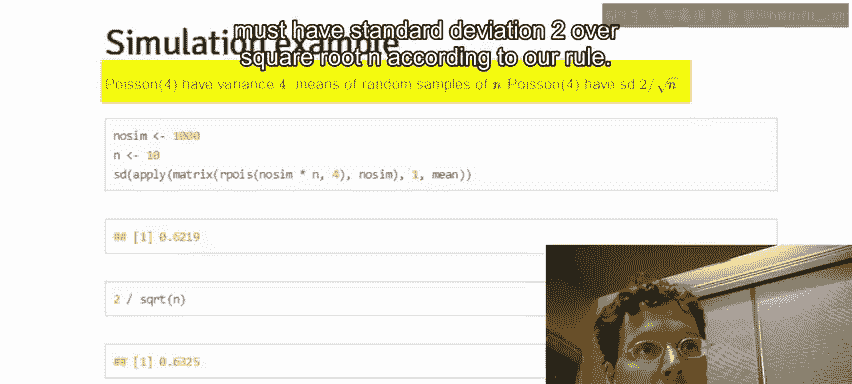 must have standard deviation 2 over
square root n according to our rule.
Simulation example
Poisson(4) have variance 4 means of random samples of n Poisson(4) have sd 2/√n
nosim <- 1000
n <- 10
sd(apply(matrix(rpois(nosim * n, 4), nosim), 1, mean))
## [1] 0.6219
2 / sqrt(n)
## [1] 0.6325